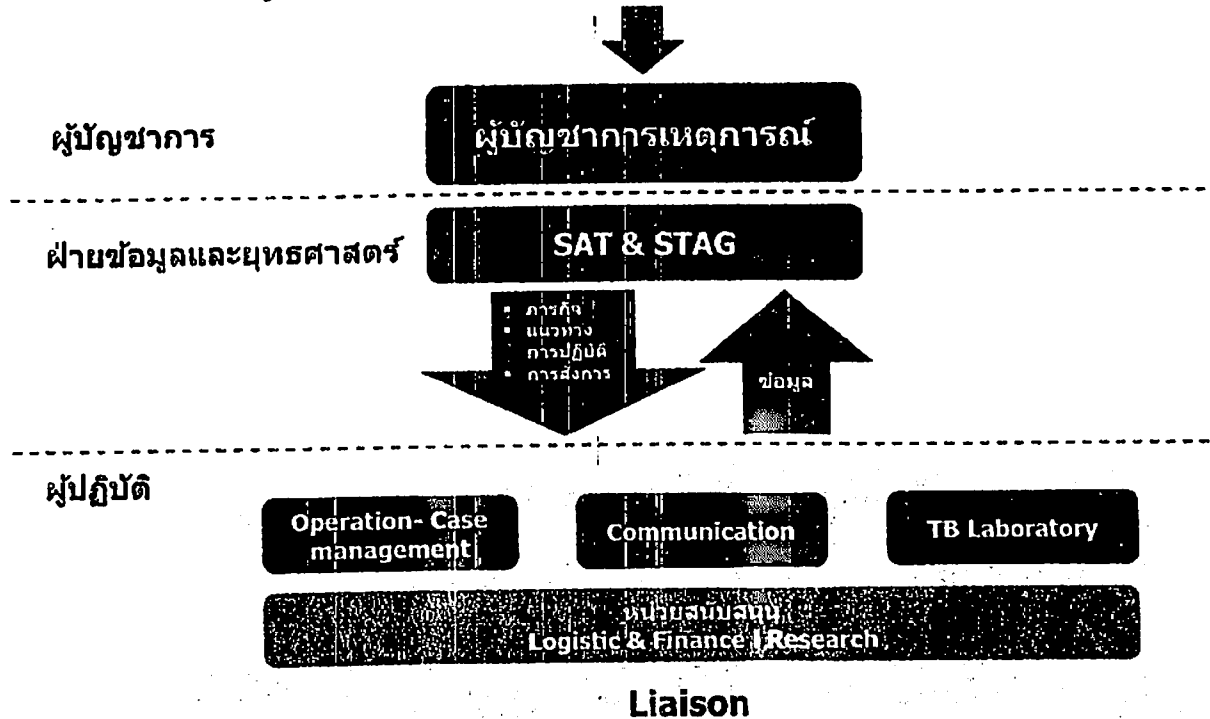 ผู้บัญชาการ
ผู้บัญชาการเหตุการณ์
ฝ่ายข้อมูลและยุทธศาสตร์
SAT & STAG
▪ ภารกิจ
▪ แนวทาง
การปฏิบัติ
▪ การสั่งการ
ข้อมูล
ผู้ปฏิบัติ
Operation- Case
management
Communication
TB Laboratory
หน่วยสนับสนุน
Logistic & Finance | Research
Liaison